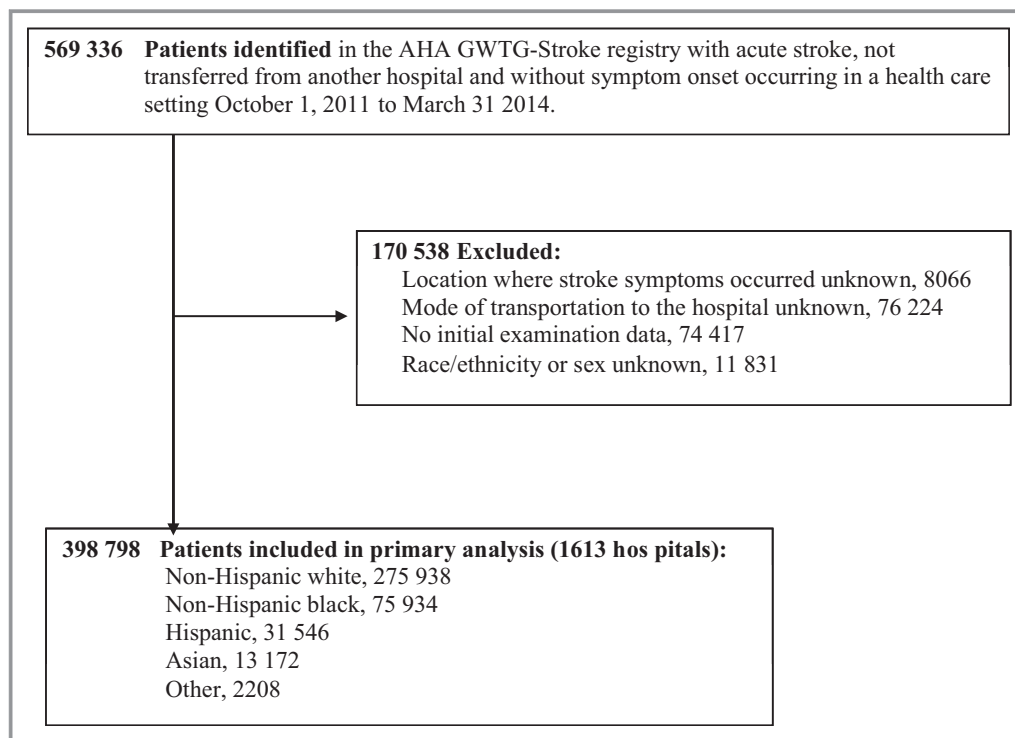 569 336 Patients identified in the AHA GWTG-Stroke registry with acute stroke, not
transferred from another hospital and without symptom onset occurring in a health care
setting October 1, 2011 to March 31 2014.
170 538 Excluded:
Location where stroke symptoms occurred unknown, 8066
Mode of transportation to the hospital unknown, 76 224
No initial examination data, 74 417
Race/ethnicity or sex unknown, 11 831
398 798 Patients included in primary analysis (1613 hos pitals):
Non-Hispanic white, 275 938
Non-Hispanic black, 75 934
Hispanic, 31 546
Asian, 13 172
Other, 2208